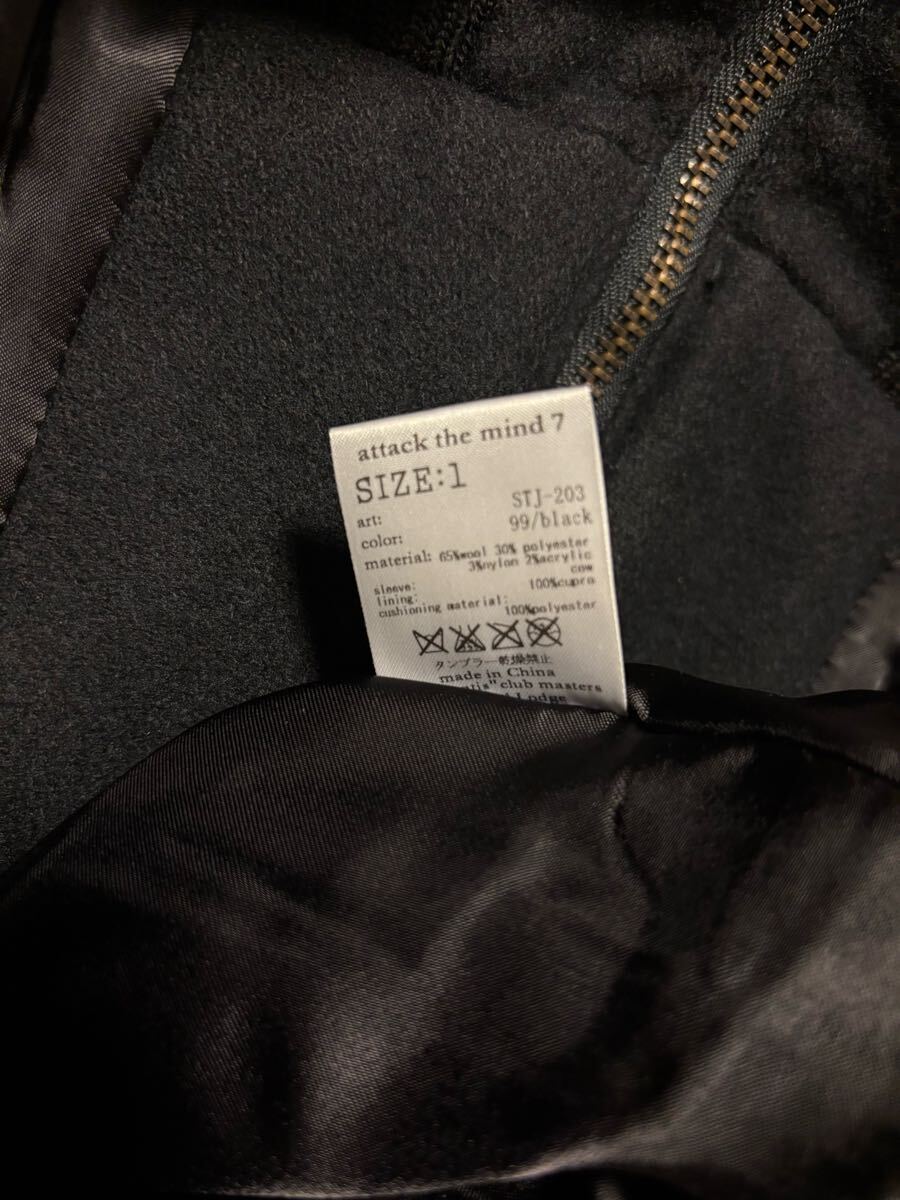 attack the mind 7
SIZE:1
art: STJ-203
color: 99/black
material: 65%wool 30% polyester
3%nylon 2%acrylic
sleeve: cow
lining: 100%cupro
cushioning material: 100%polyester
タンブラー乾燥禁止
made in China
club masters
Lodge